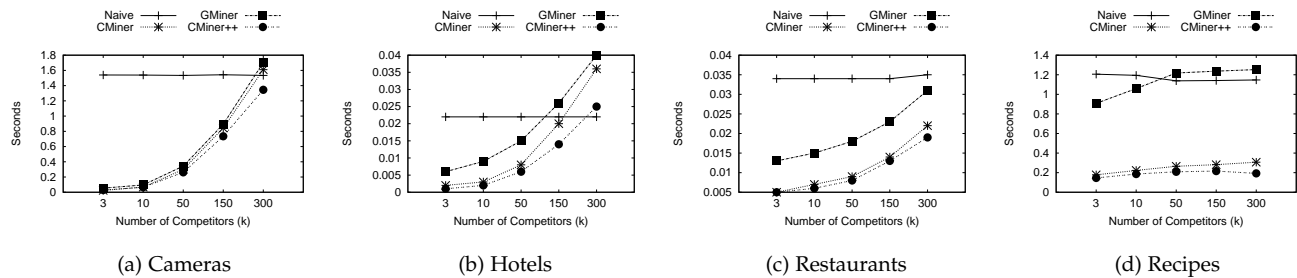 Naive GMiner
CMiner CMiner++
1.8
1.6
1.4
1.2
1
0.8
0.6
0.4
0.2
0
Seconds
3 10 50 150 300
Number of Competitors (k)
(a) Cameras
Naive GMiner
CMiner CMiner++
0.04
0.035
0.03
0.025
0.02
0.015
0.01
0.005
0
Seconds
3 10 50 150 300
Number of Competitors (k)
(b) Hotels
Naive GMiner
CMiner CMiner++
0.04
0.035
0.03
0.025
0.02
0.015
0.01
0.005
Seconds
3 10 50 150 300
Number of Competitors (k)
(c) Restaurants
Naive GMiner
CMiner CMiner++
1.4
1.2
1
0.8
0.6
0.4
0.2
0
Seconds
3 10 50 150 300
Number of Competitors (k)
(d) Recipes